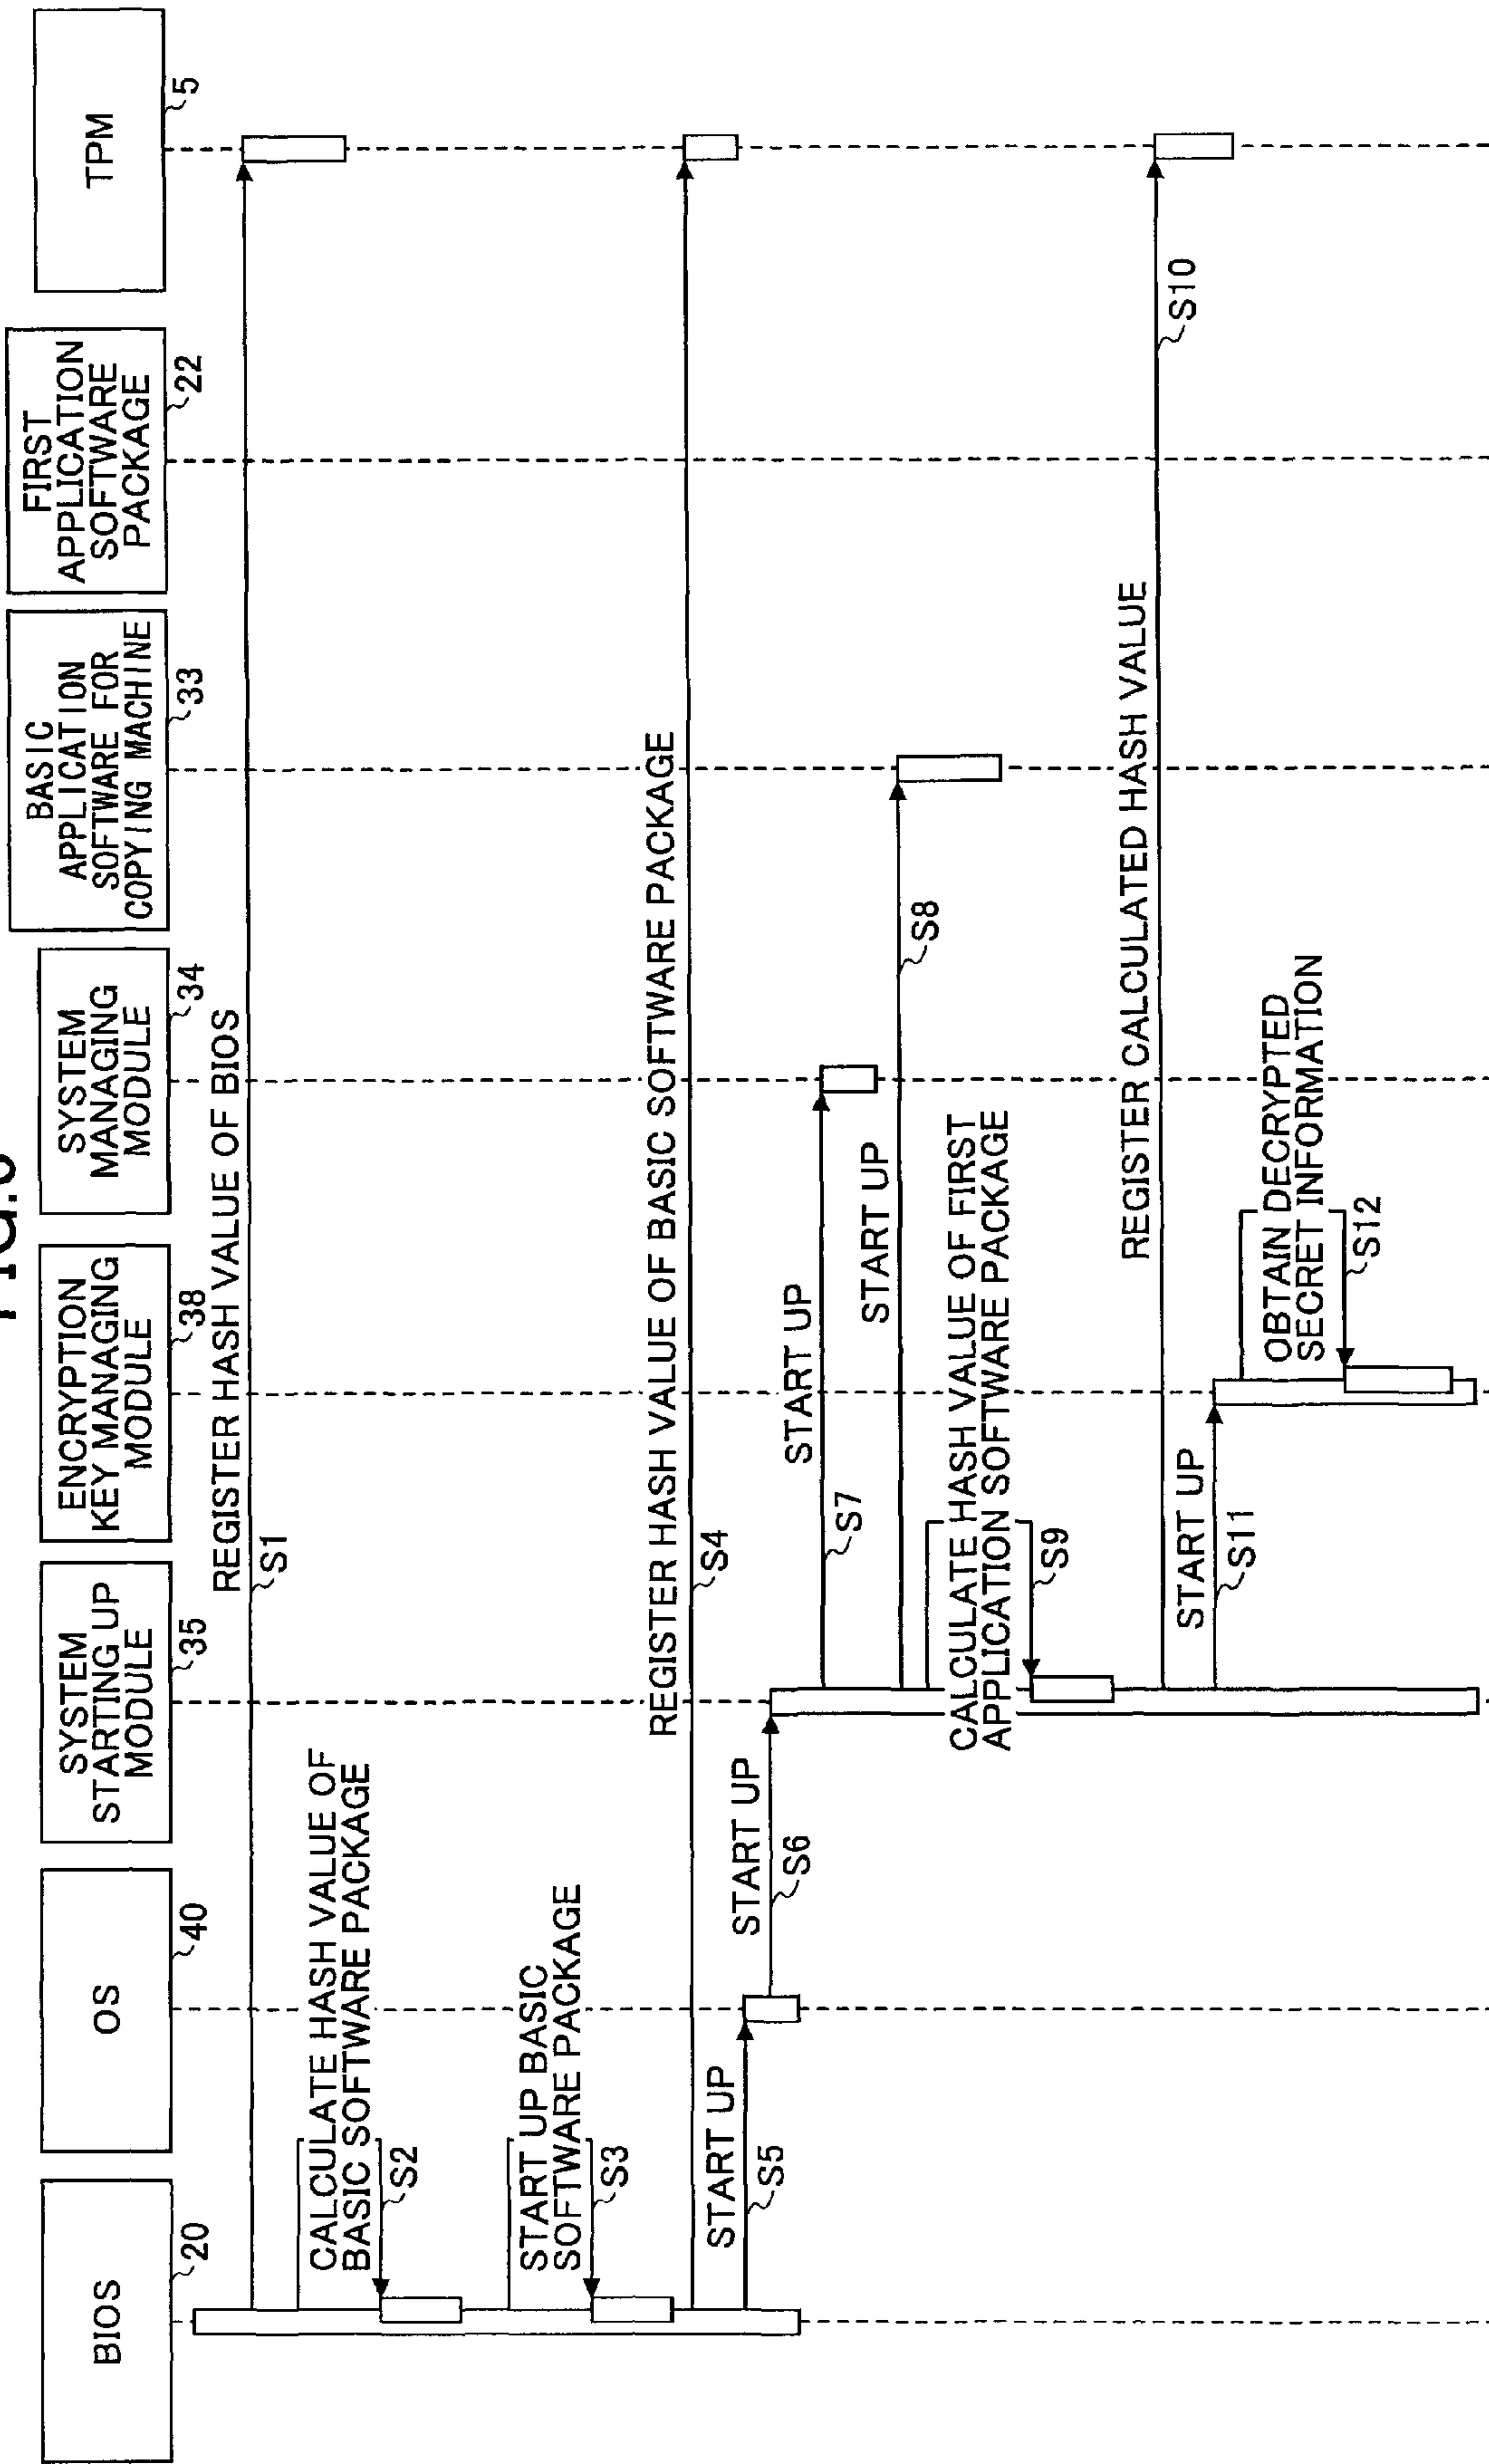 BIOS
20
OS
40
SYSTEM
STARTING UP
MODULE
35
ENCRYPTION
KEY MANAGING
MODULE
38
SYSTEM
MANAGING
MODULE
34
BASIC
APPLICATION
SOFTWARE FOR
COPYING MACHINE
33
FIRST
APPLICATION
SOFTWARE
PACKAGE
22
TPM
5
REGISTER HASH VALUE OF BIOS
S1
CALCULATE HASH VALUE OF
BASIC SOFTWARE PACKAGE
S2
START UP BASIC
SOFTWARE PACKAGE
S3
REGISTER HASH VALUE OF BASIC SOFTWARE PACKAGE
S4
START UP
S5
START UP
S6
START UP
S7
START UP
S8
CALCULATE HASH VALUE OF FIRST
APPLICATION SOFTWARE PACKAGE
S9
REGISTER CALCULATED HASH VALUE
S10
START UP
S11
OBTAIN DECRYPTED
SECRET INFORMATION
S12